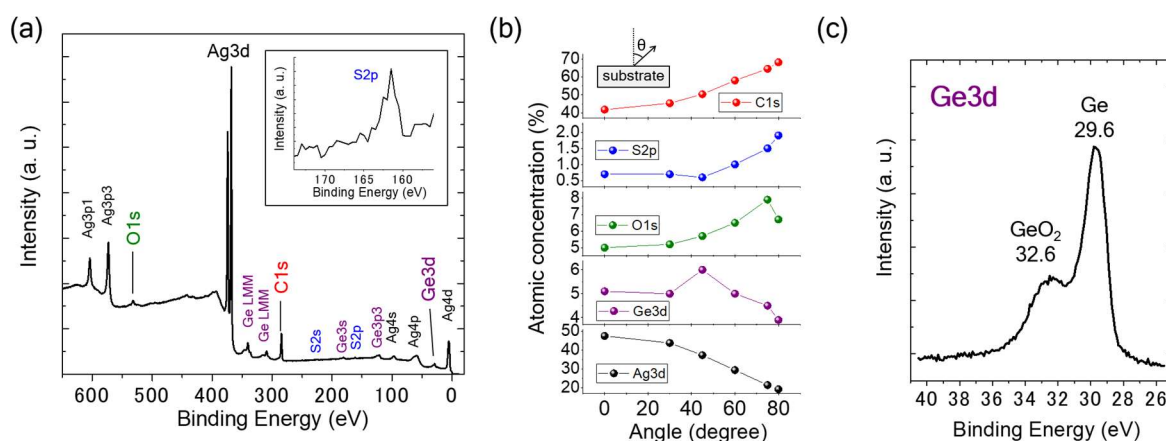 (a)
Intensity (a. u.)
Ag3p1
Ag3p3
O1s
Ag3d
Ge LMM
Ge LMM
C1s
S2s
Ge3s
S2p
Ge3p3
Ag4s
Ag4p
Ge3d
Ag4d
600 500 400 300 200 100 0
Binding Energy (eV)
S2p
Intensity (a. u.)
170 165 160
Binding Energy (eV)
(b)
θ
substrate
Atomic concentration (%)
70
60
50
40
C1s
2.0
1.5
1.0
0.5
S2p
8
7
6
5
O1s
6
5
4
Ge3d
50
40
30
20
Ag3d
0 20 40 60 80
Angle (degree)
(c)
Ge3d
Ge
29.6
GeO2
32.6
Intensity (a. u.)
40 38 36 34 32 30 28 26
Binding Energy (eV)